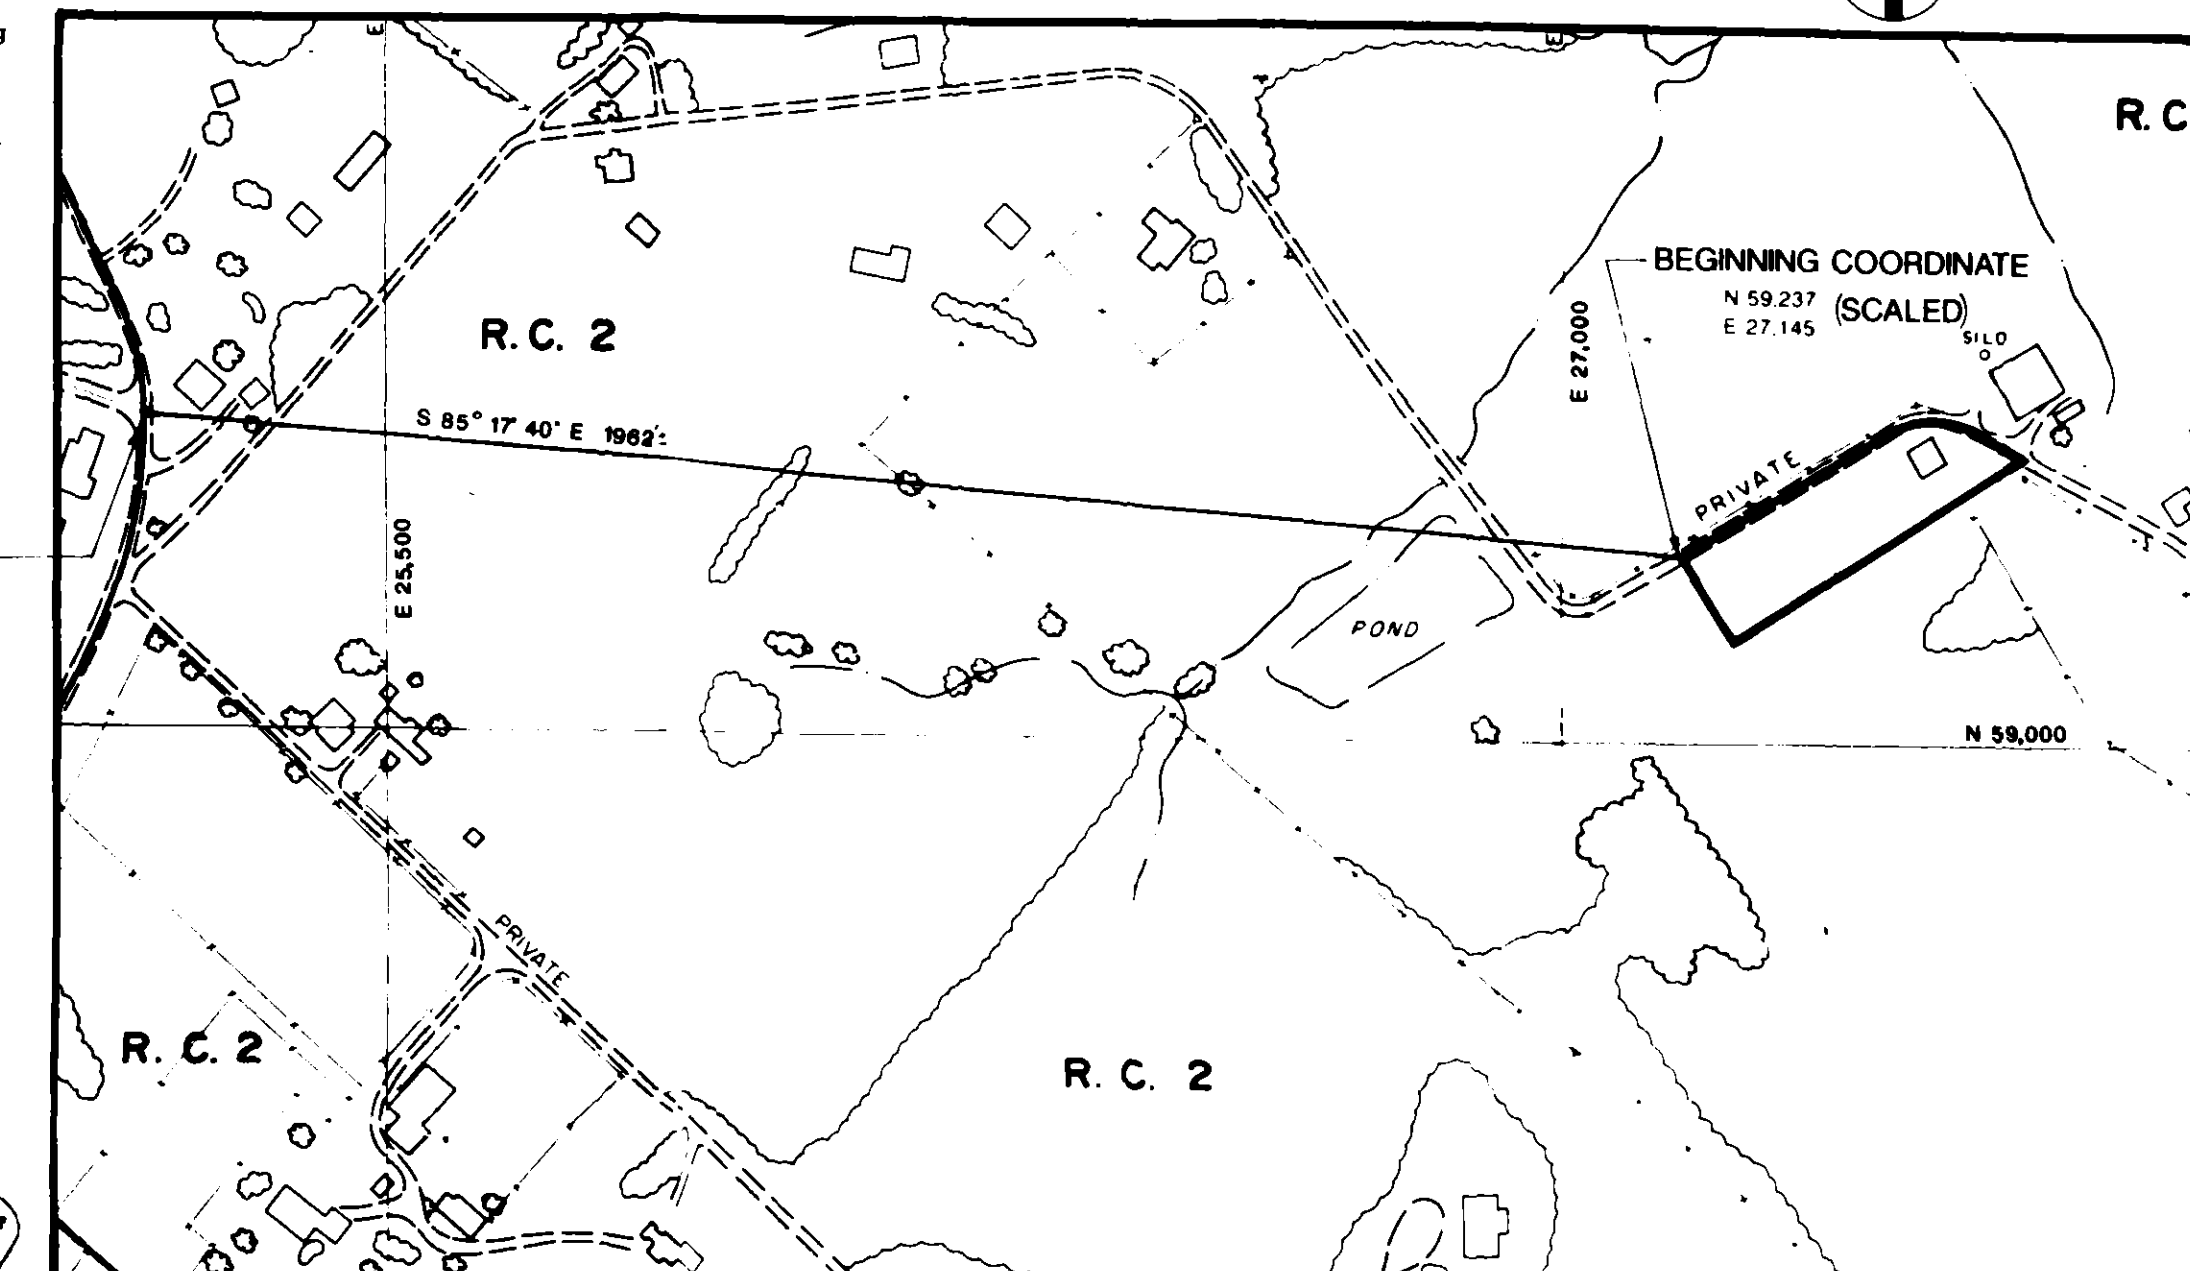 E
E
R. C
BEGINNING COORDINATE
N 59.237 (SCALED)
E 27.145
SILO
R. C. 2
E 27,000
S 85° 17' 40" E 1962'±
PRIVATE
E 25,500
POND
N 59,000
PRIVATE
R. C. 2
R. C. 2